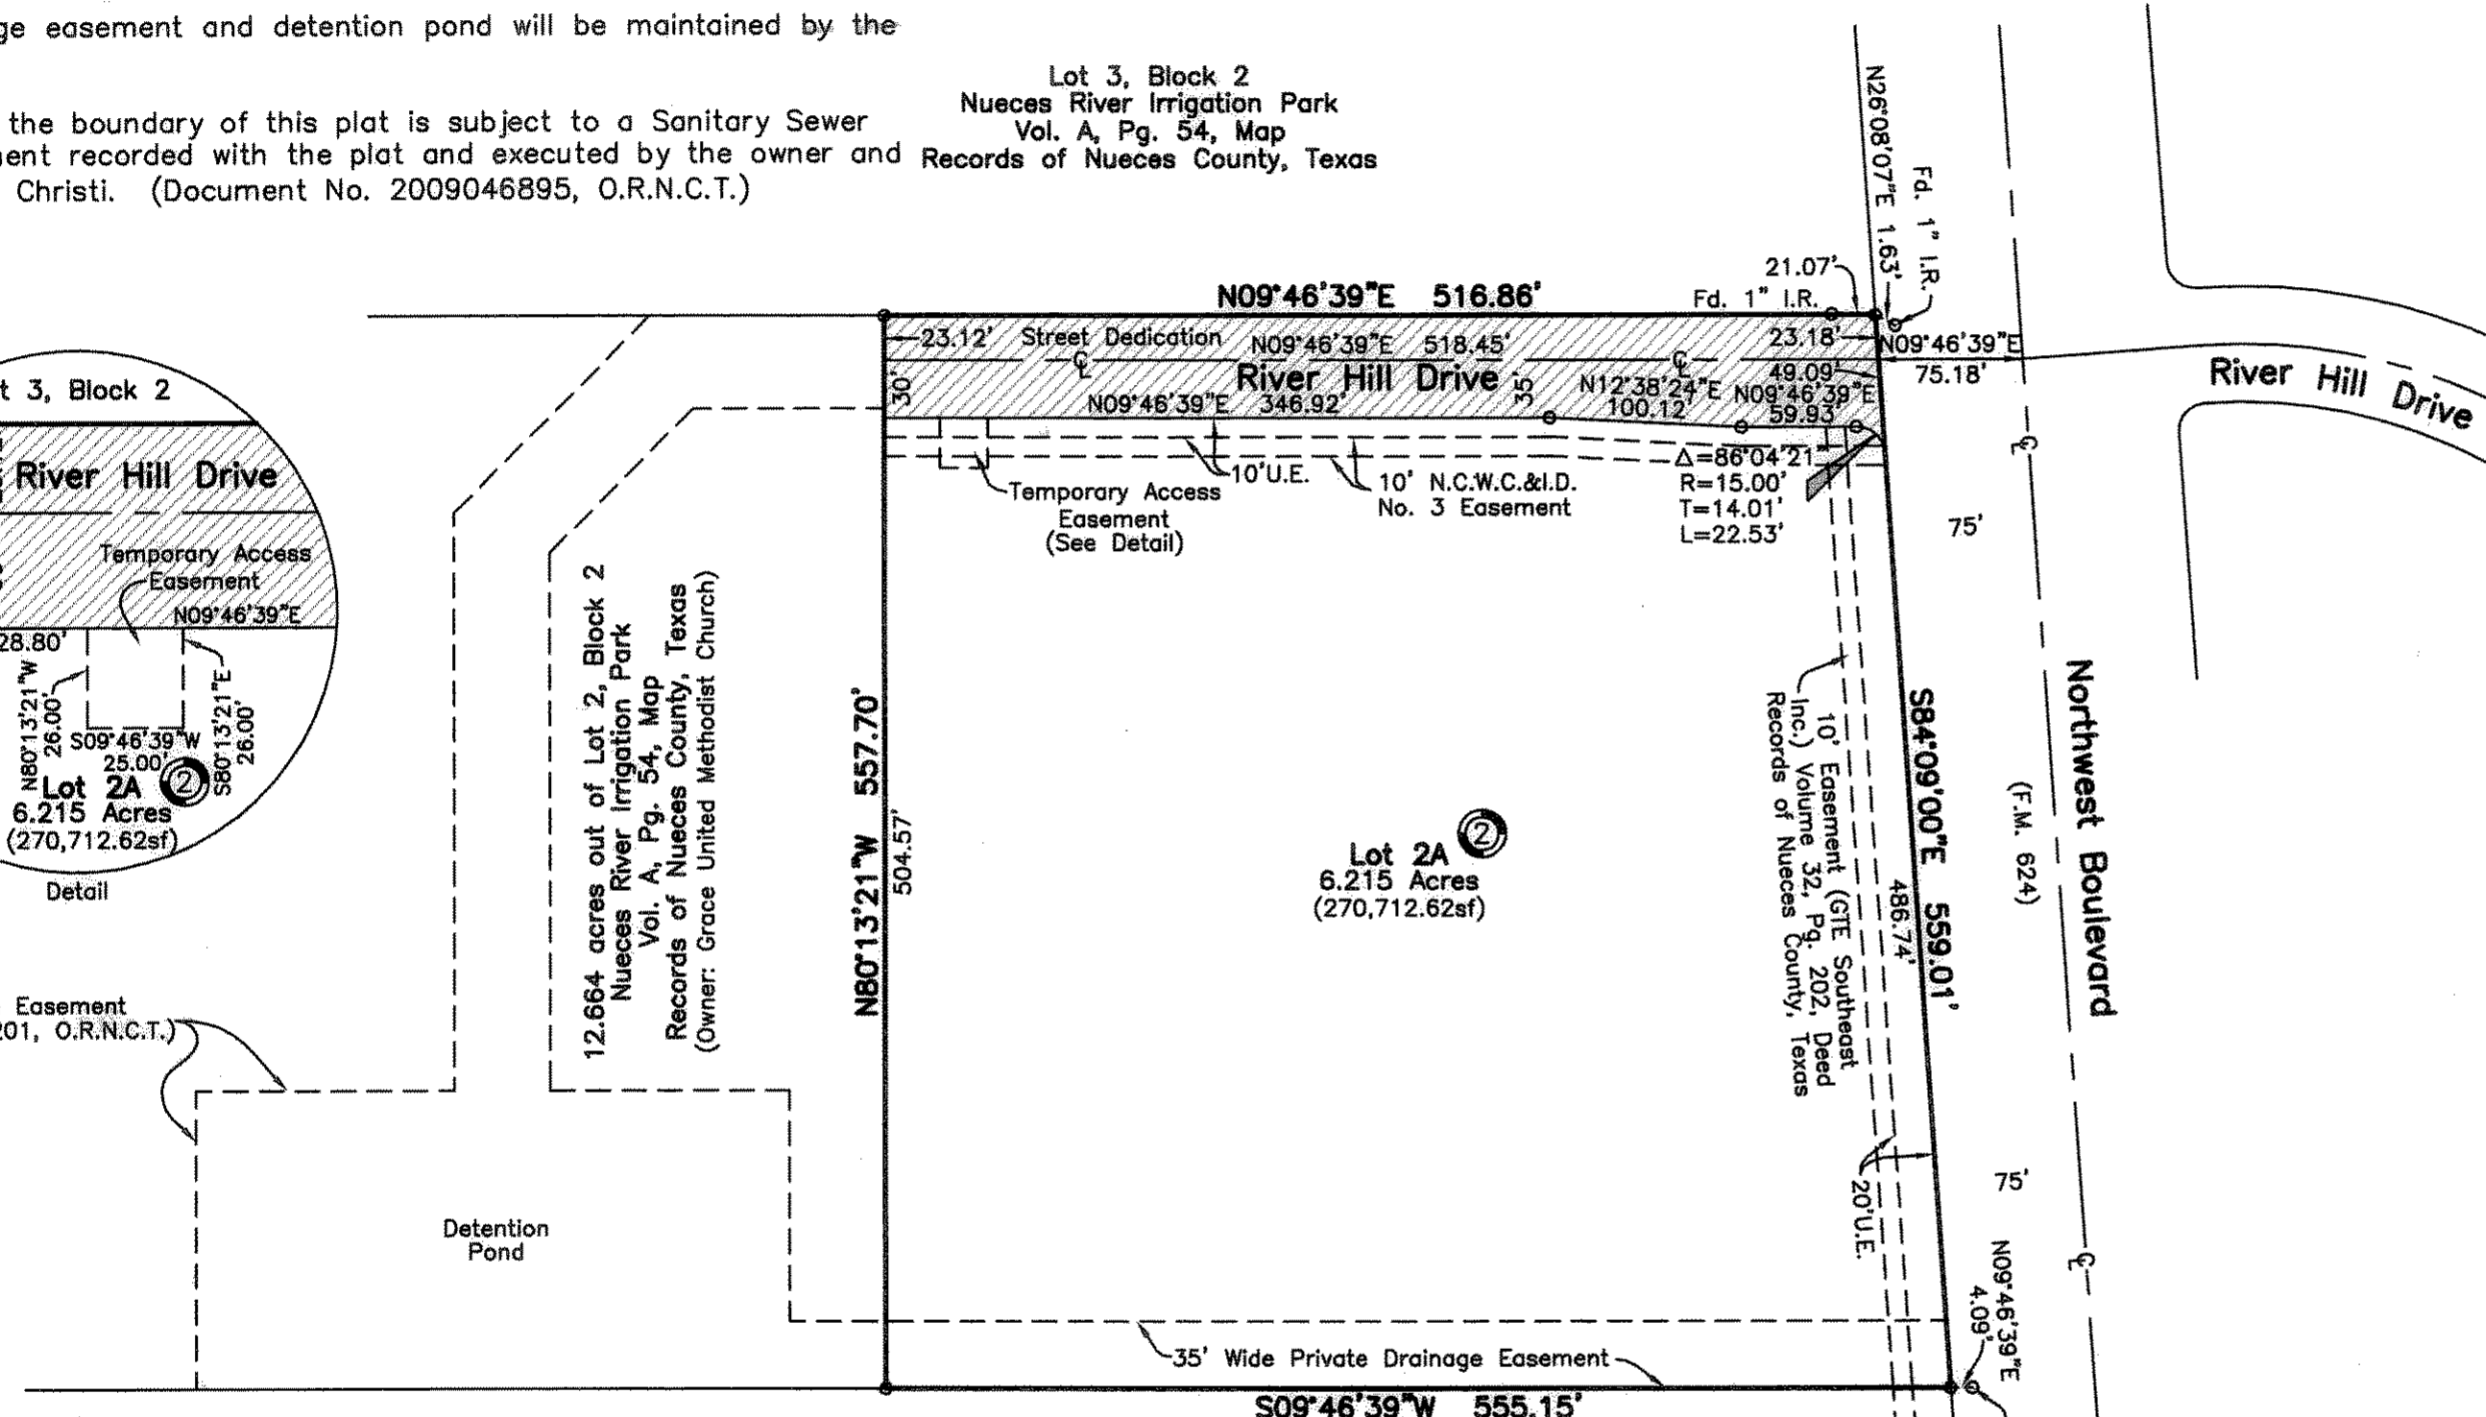 ge easement and detention pond will be maintained by the
the boundary of this plat is subject to a Sanitary Sewer
ent recorded with the plat and executed by the owner and
Christi. (Document No. 2009046895, O.R.N.C.T.)
Lot 3, Block 2
Nueces River Irrigation Park
Vol. A, Pg. 54, Map
Records of Nueces County, Texas
N26°08'07"E 1.63'
Fd. 1" I.R.
21.07'
N09°46'39"E 516.86'
Fd. 1" I.R.
23.12'
Street Dedication
N09°46'39"E 518.45'
23.18'
N09°46'39"E
75.18'
30'
River Hill Drive
35'
N12°38'24"E
100.12'
49.09'
N09°46'39"E
59.93'
N09°46'39"E 346.92'
River Hill Drive
10'U.E.
10' N.C.W.C.&I.D.
No. 3 Easement
Temporary Access
Easement
(See Detail)
Δ=86°04'21"
R=15.00'
T=14.01'
L=22.53'
75'
t 3, Block 2
River Hill Drive
Temporary Access
Easement
N09°46'39"E
28.80'
N80°13'21"W
26.00'
S09°46'39"W
25.00'
S80°13'21"E
26.00'
Lot 2A
2
6.215 Acres
(270,712.62sf)
Detail
12.664 acres out of Lot 2, Block 2
Nueces River Irrigation Park
Vol. A, Pg. 54, Map
Records of Nueces County, Texas
(Owner: Grace United Methodist Church)
N80°13'21"W 557.70'
504.57'
Lot 2A
2
6.215 Acres
(270,712.62sf)
10' Easement (GTE Southeast
Inc.) Volume 32, Pg. 202, Deed
Records of Nueces County, Texas
486.74'
S84°09'00"E 559.01'
Northwest Boulevard
(F.M. 624)
Easement
201, O.R.N.C.T.)
Detention
Pond
20'U.E.
75'
N09°46'39"E
4.09'
35' Wide Private Drainage Easement
S09°46'39"W 555.15'